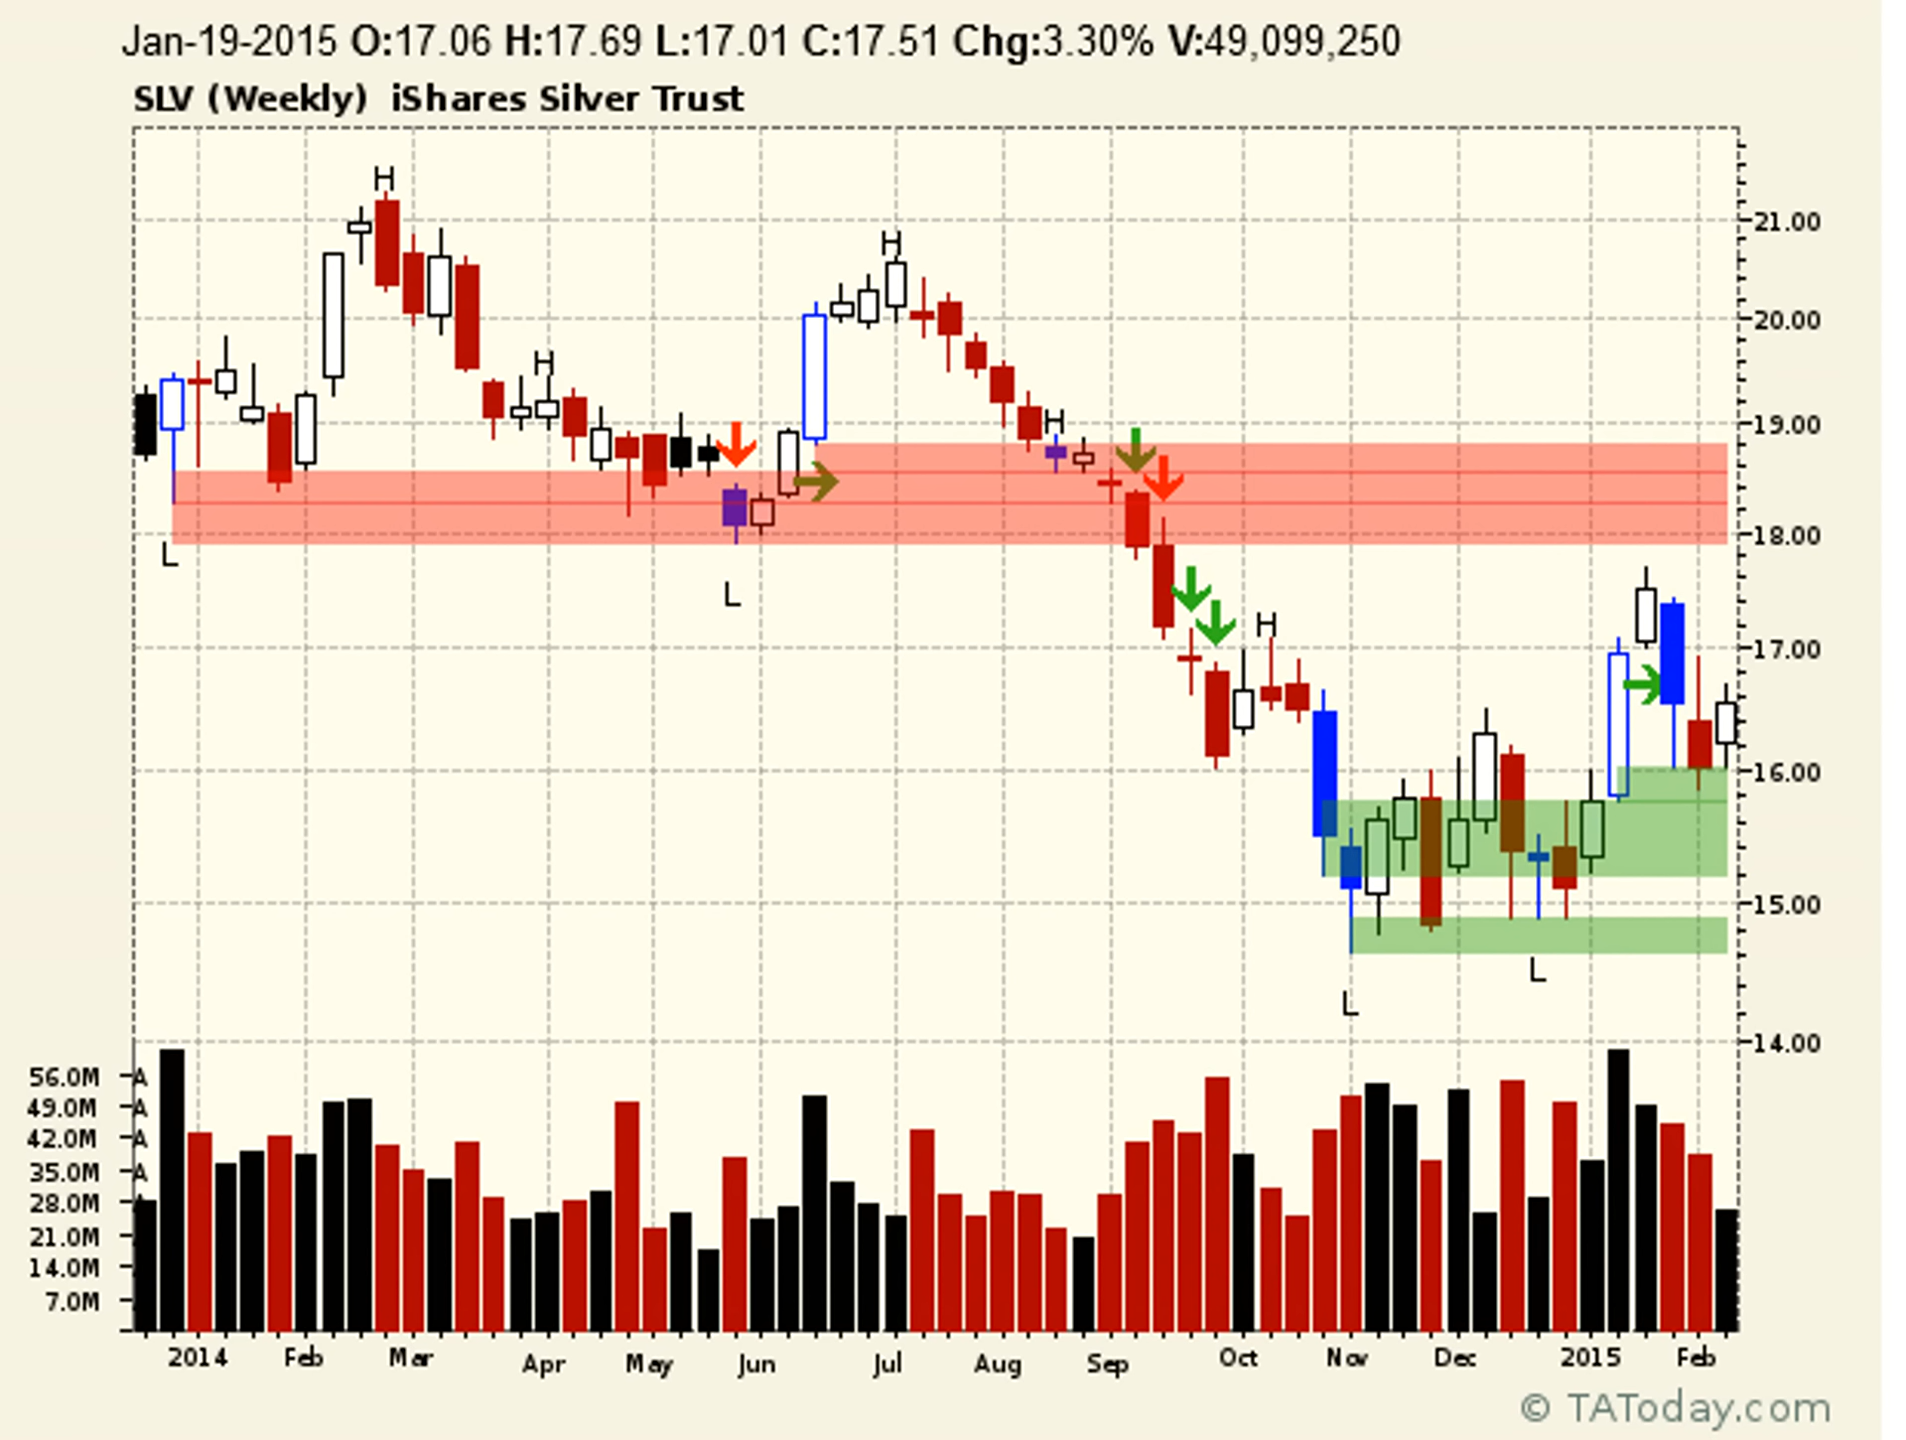 Jan-19-2015 O:17.06 H:17.69 L:17.01 C:17.51 Chg:3.30% V:49,099,250
SLV (Weekly) iShares Silver Trust
H
H
H
H
H
L
L
L
L
21.00
20.00
19.00
18.00
17.00
16.00
15.00
14.00
56.0M A
49.0M A
42.0M A
35.0M A
28.0M A
21.0M
14.0M
7.0M
2014 Feb Mar Apr May Jun Jul Aug Sep Oct Nov Dec 2015 Feb
© TAToday.com